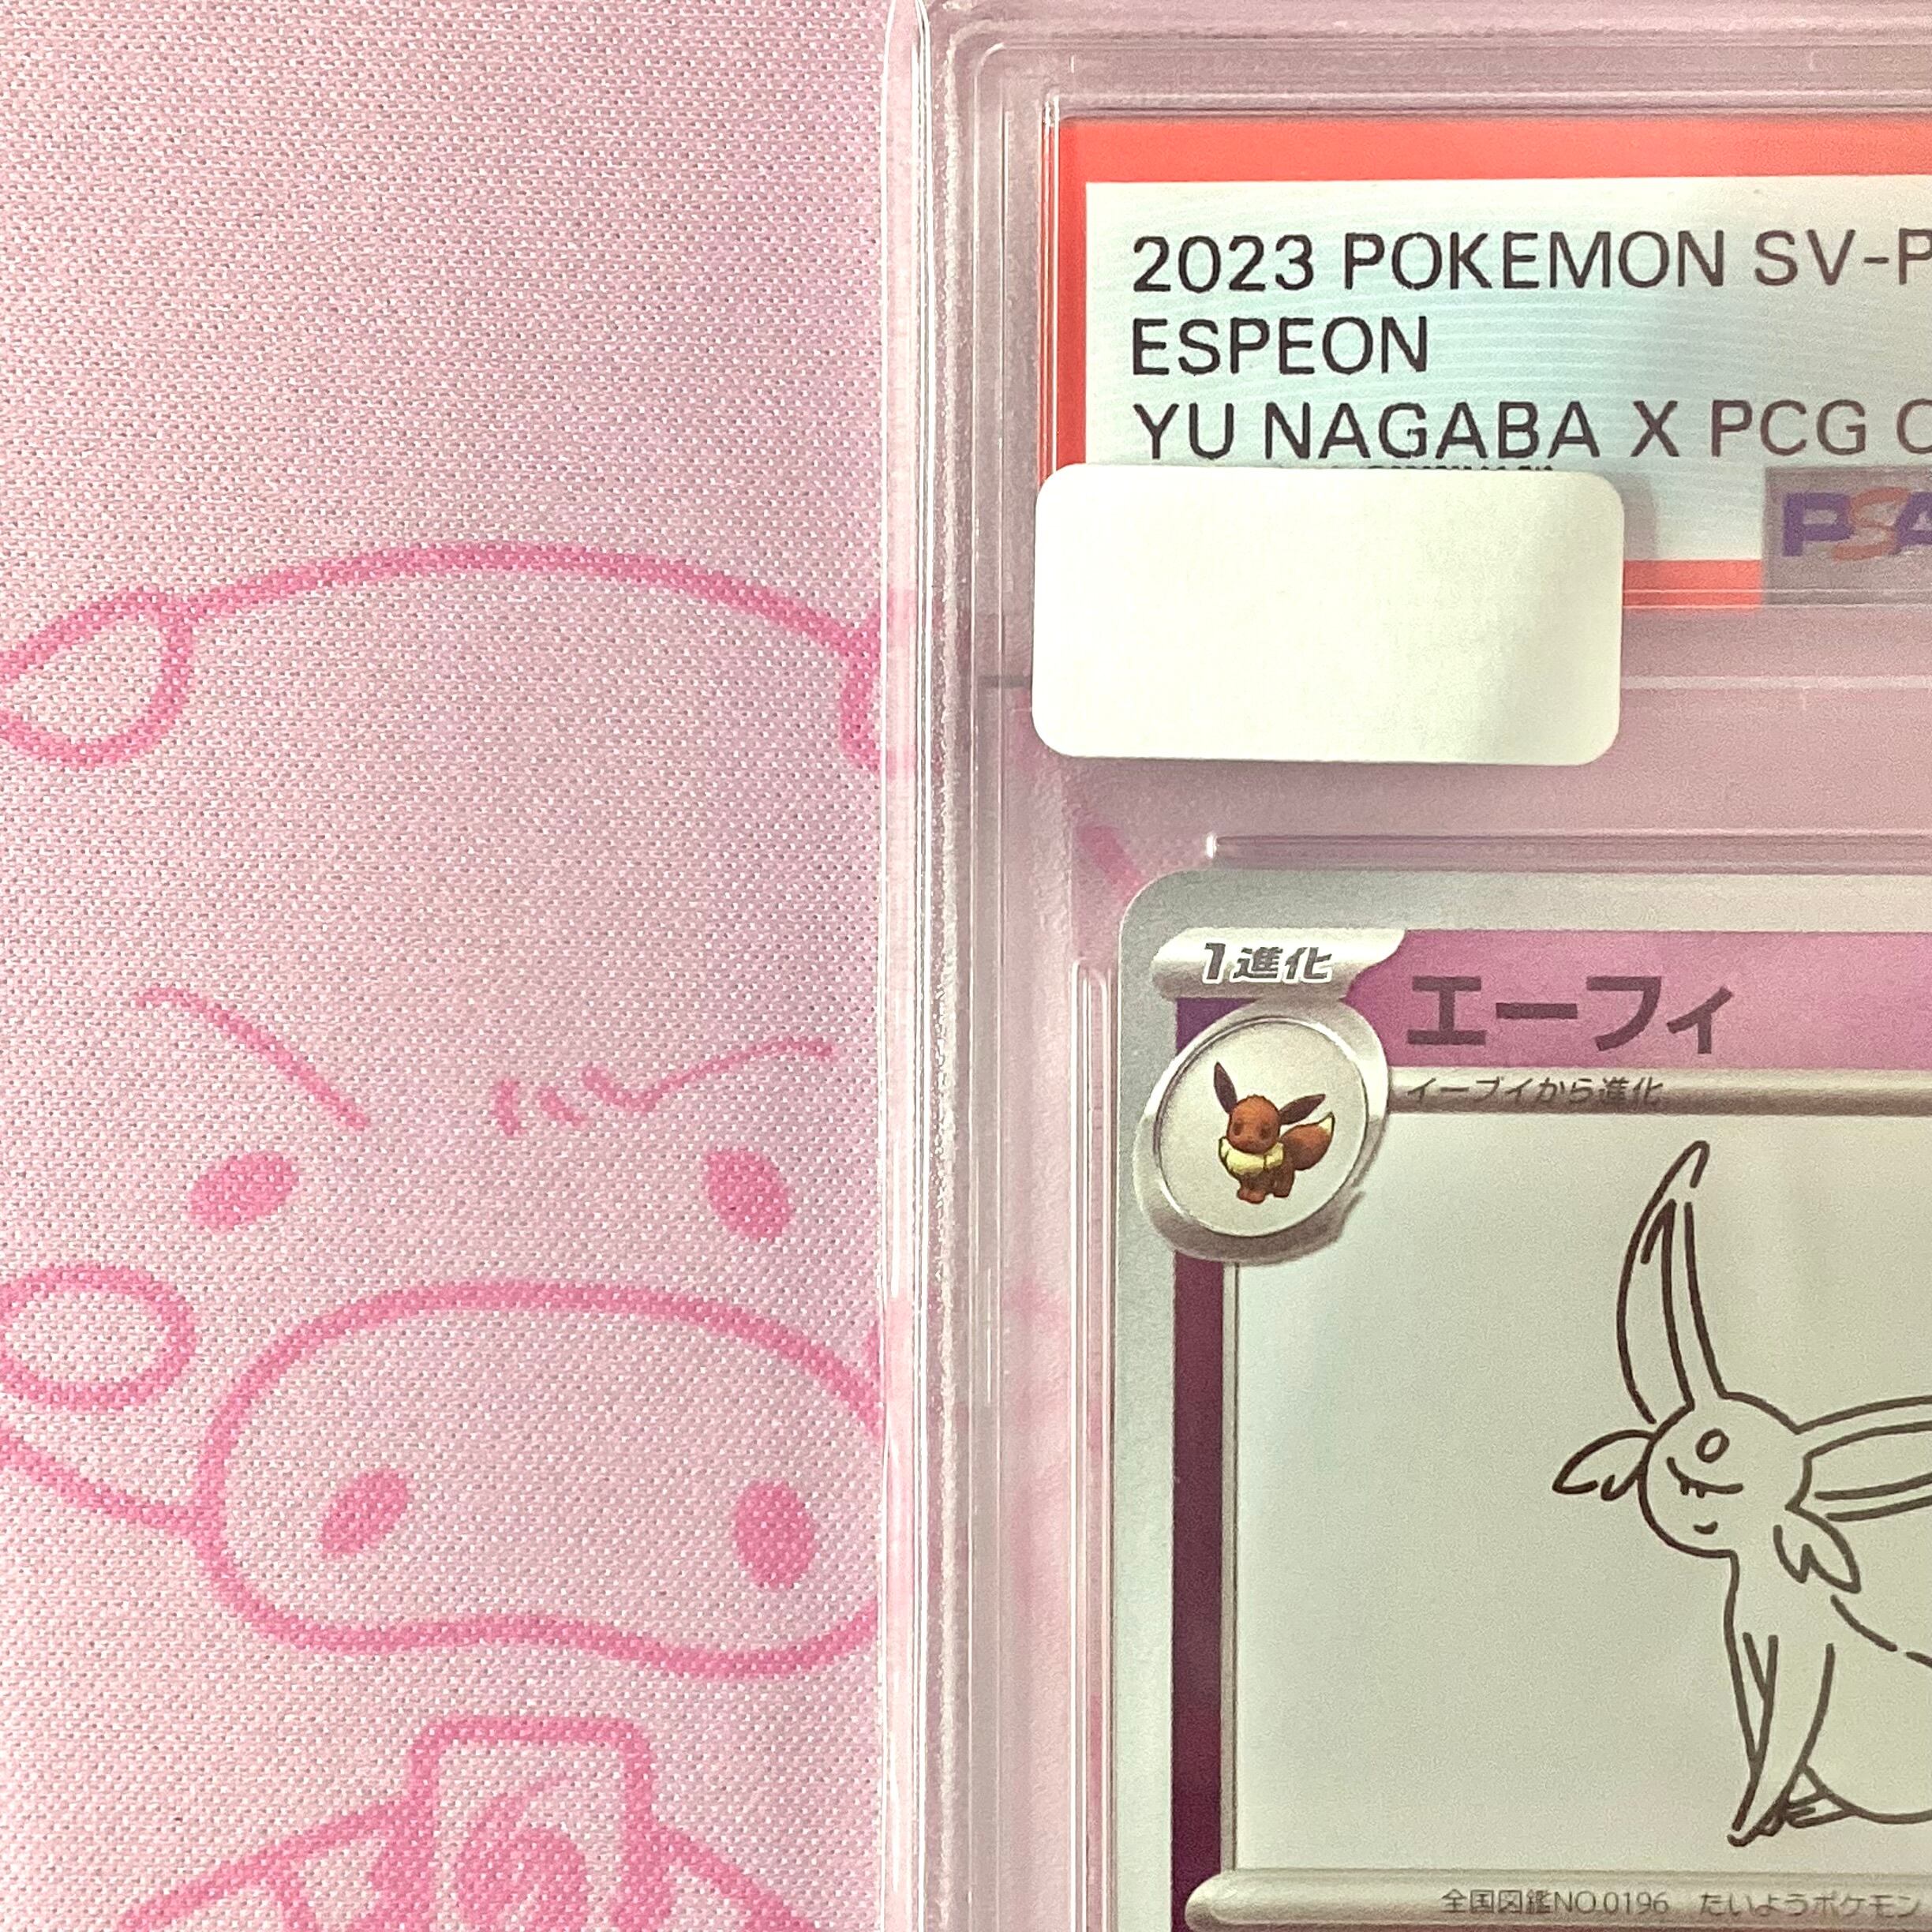 2023 POKEMON SV-P
ESPEON
YU NAGABA X PCG C
PSA
1進化
エーフィ
イーブイから進化
全国図鑑NO.0196 たいようポケモン